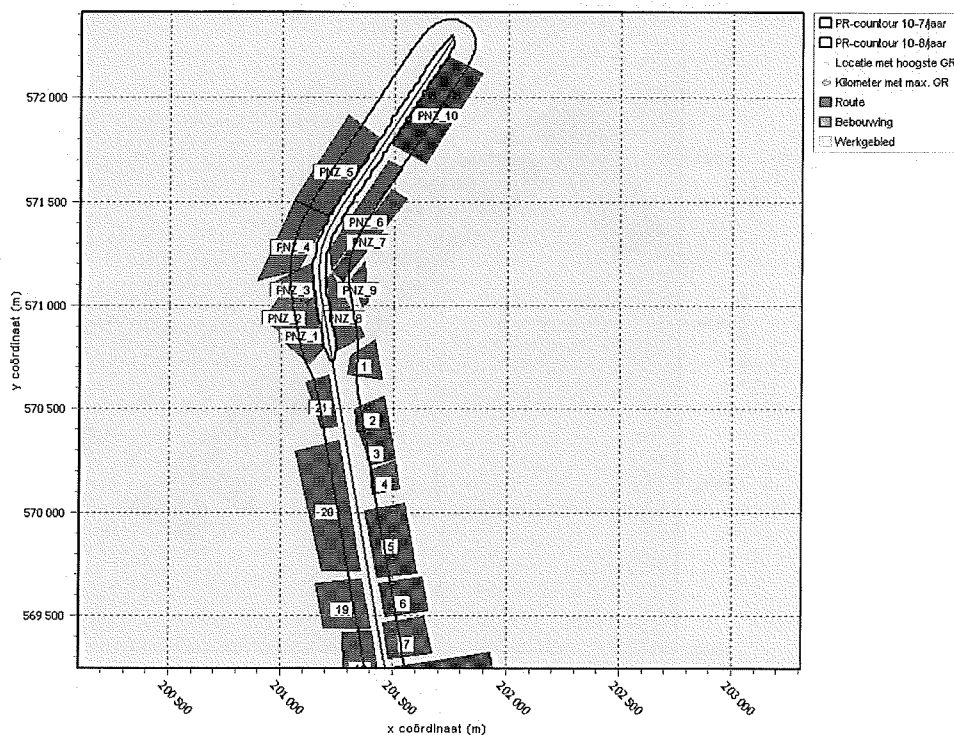 PR-countour 10-7/jaar
PR-countour 10-8/jaar
Locatie met hoogste GR
Kilometer met max. GR
Route
Bebouwing
Werkgebied
y coördinaat (m)
572 000
571 500
571 000
570 500
570 000
569 500
PNZ_10
PNZ_5
PNZ_6
PNZ_7
PNZ_4
PNZ_3
PNZ_9
PNZ_2
PNZ_8
PNZ_1
1
21
2
3
4
20
5
19
6
7
200 500
201 000
201 500
202 000
202 500
203 000
x coördinaat (m)